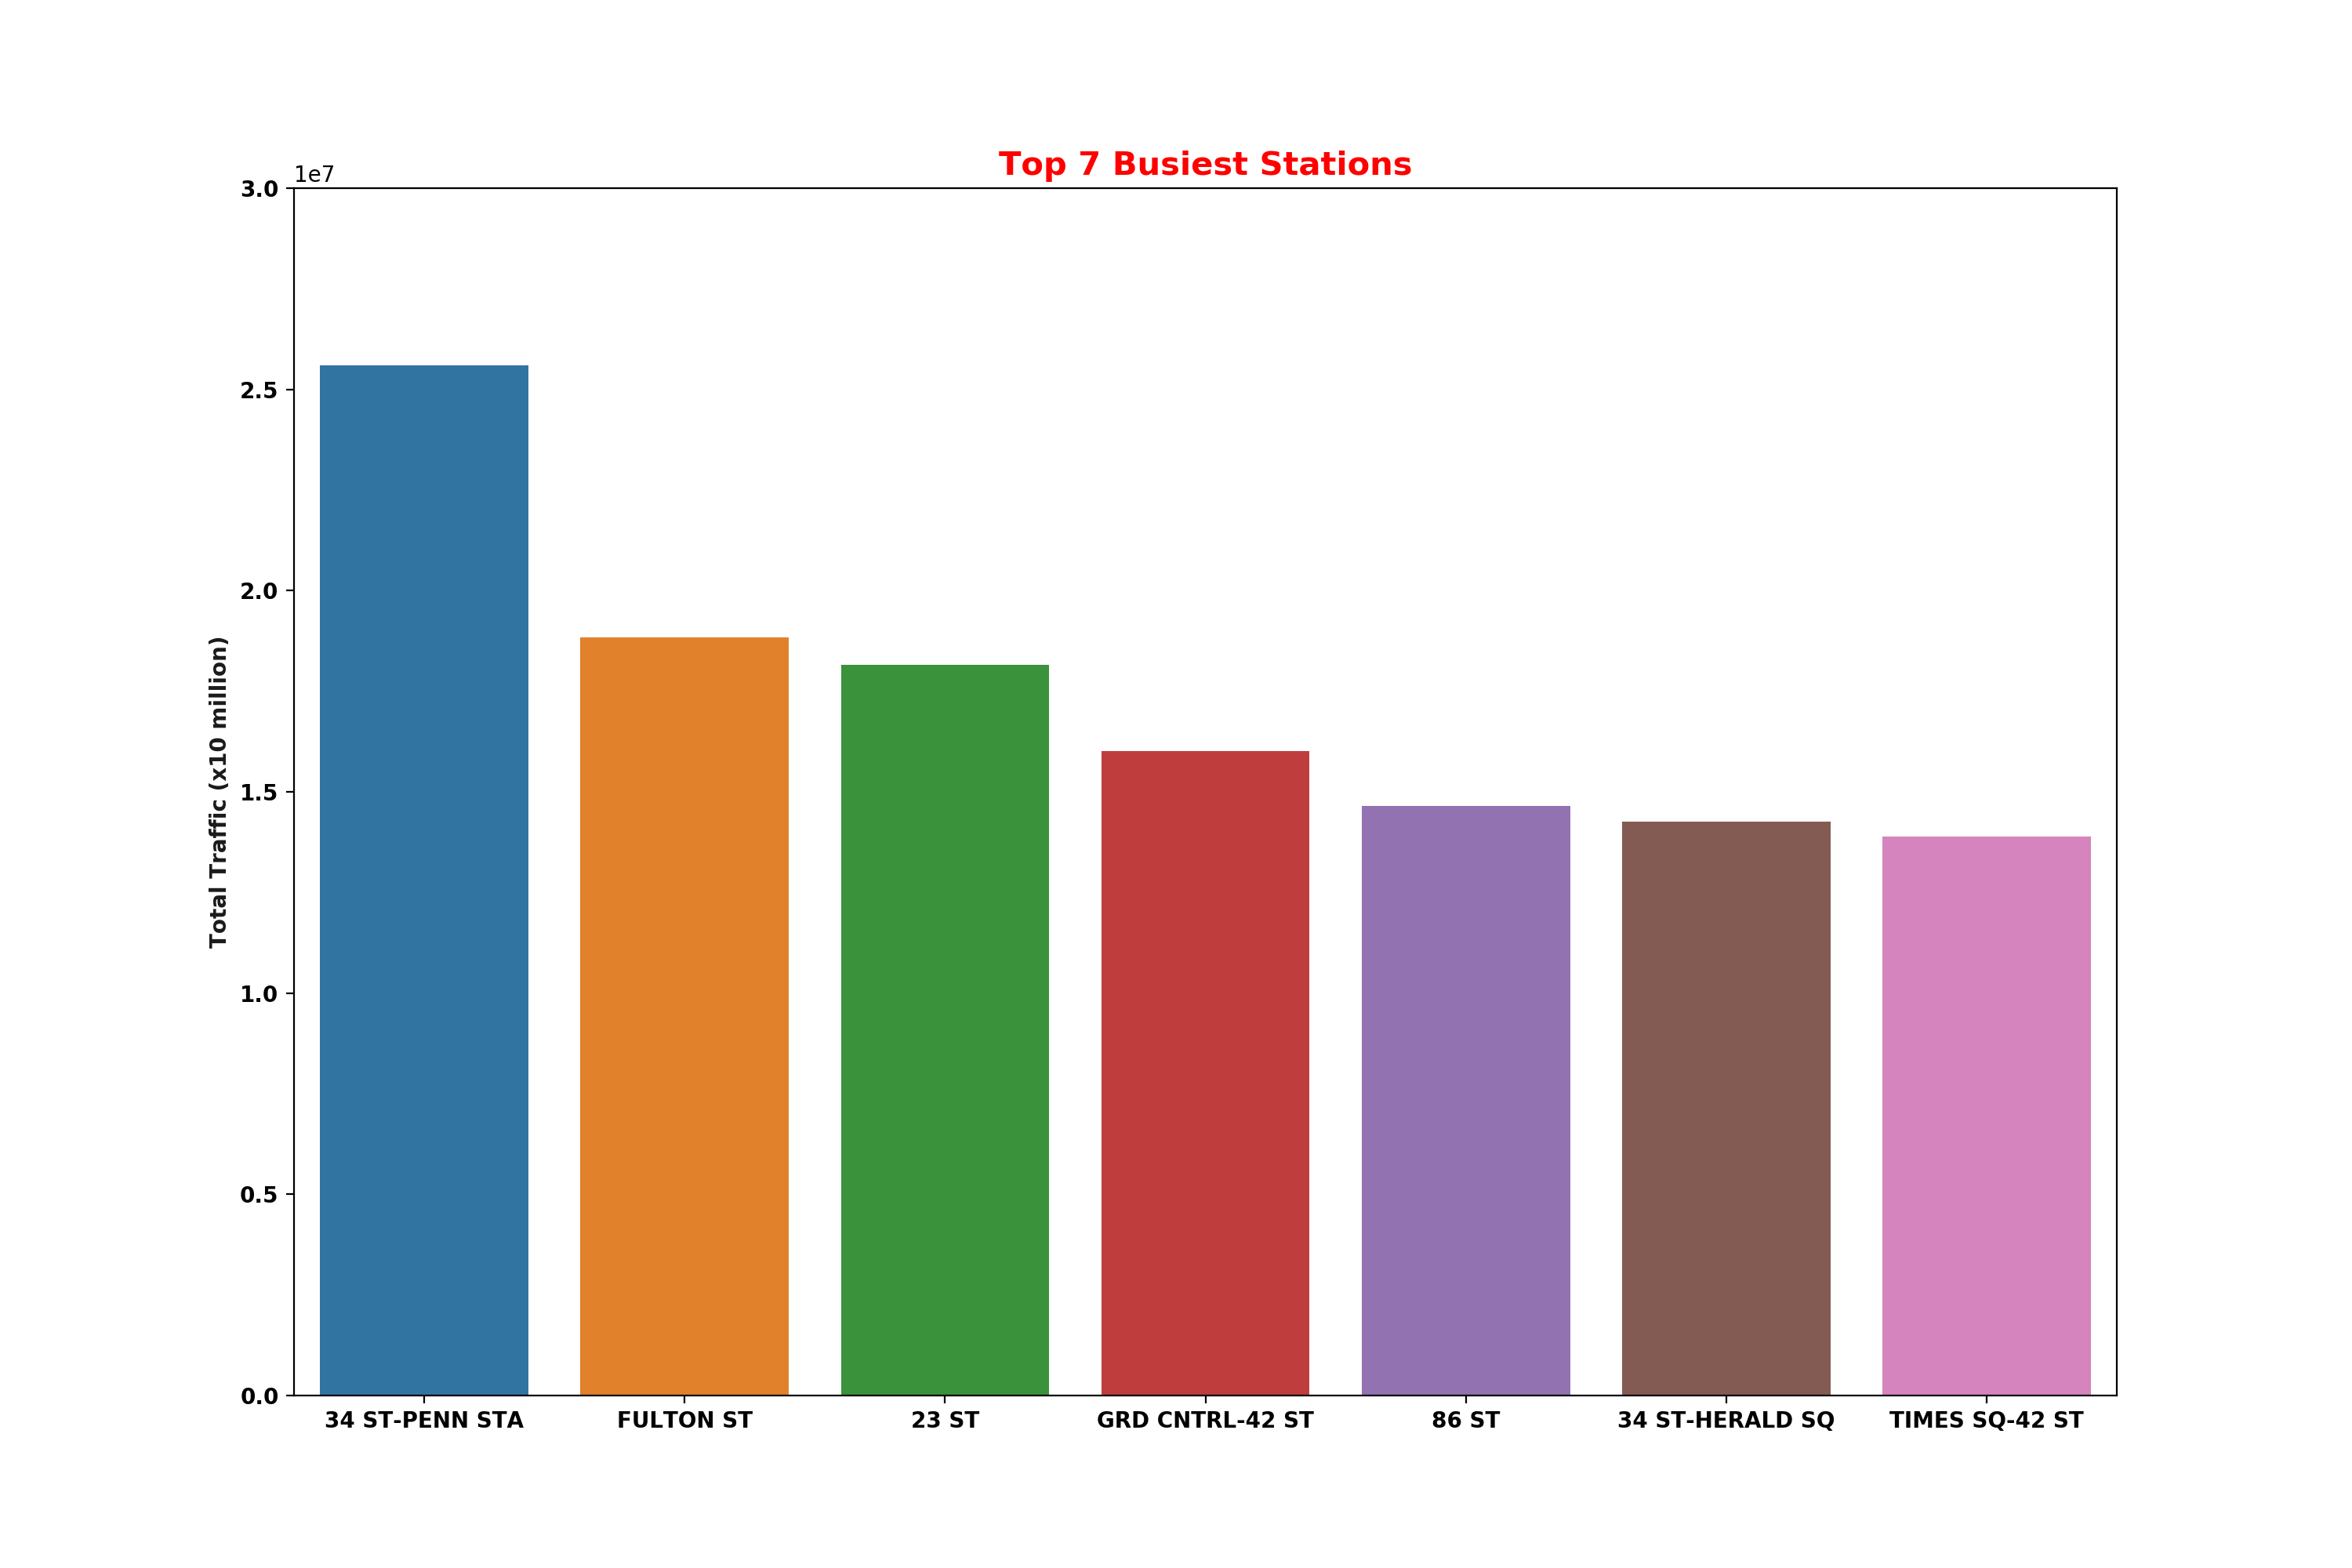 Top 7 Busiest Stations
1e7
3.0
2.5
2.0
1.5
1.0
0.5
0.0
Total Traffic (x10 million)
34 ST-PENN STA
FULTON ST
23 ST
GRD CNTRL-42 ST
86 ST
34 ST-HERALD SQ
TIMES SQ-42 ST